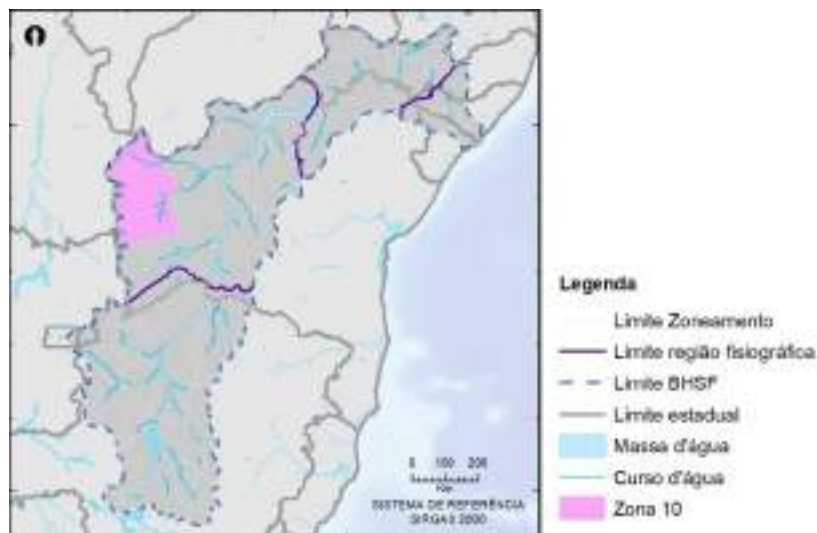 0 100 200
Km
SISTEMA DE REFERÊNCIA
SIRGAS 2000
Legenda
Limite Zoneamento
Limite região fisiográfica
Limite BHSF
Limite estadual
Massa d'água
Curso d'água
Zona 10